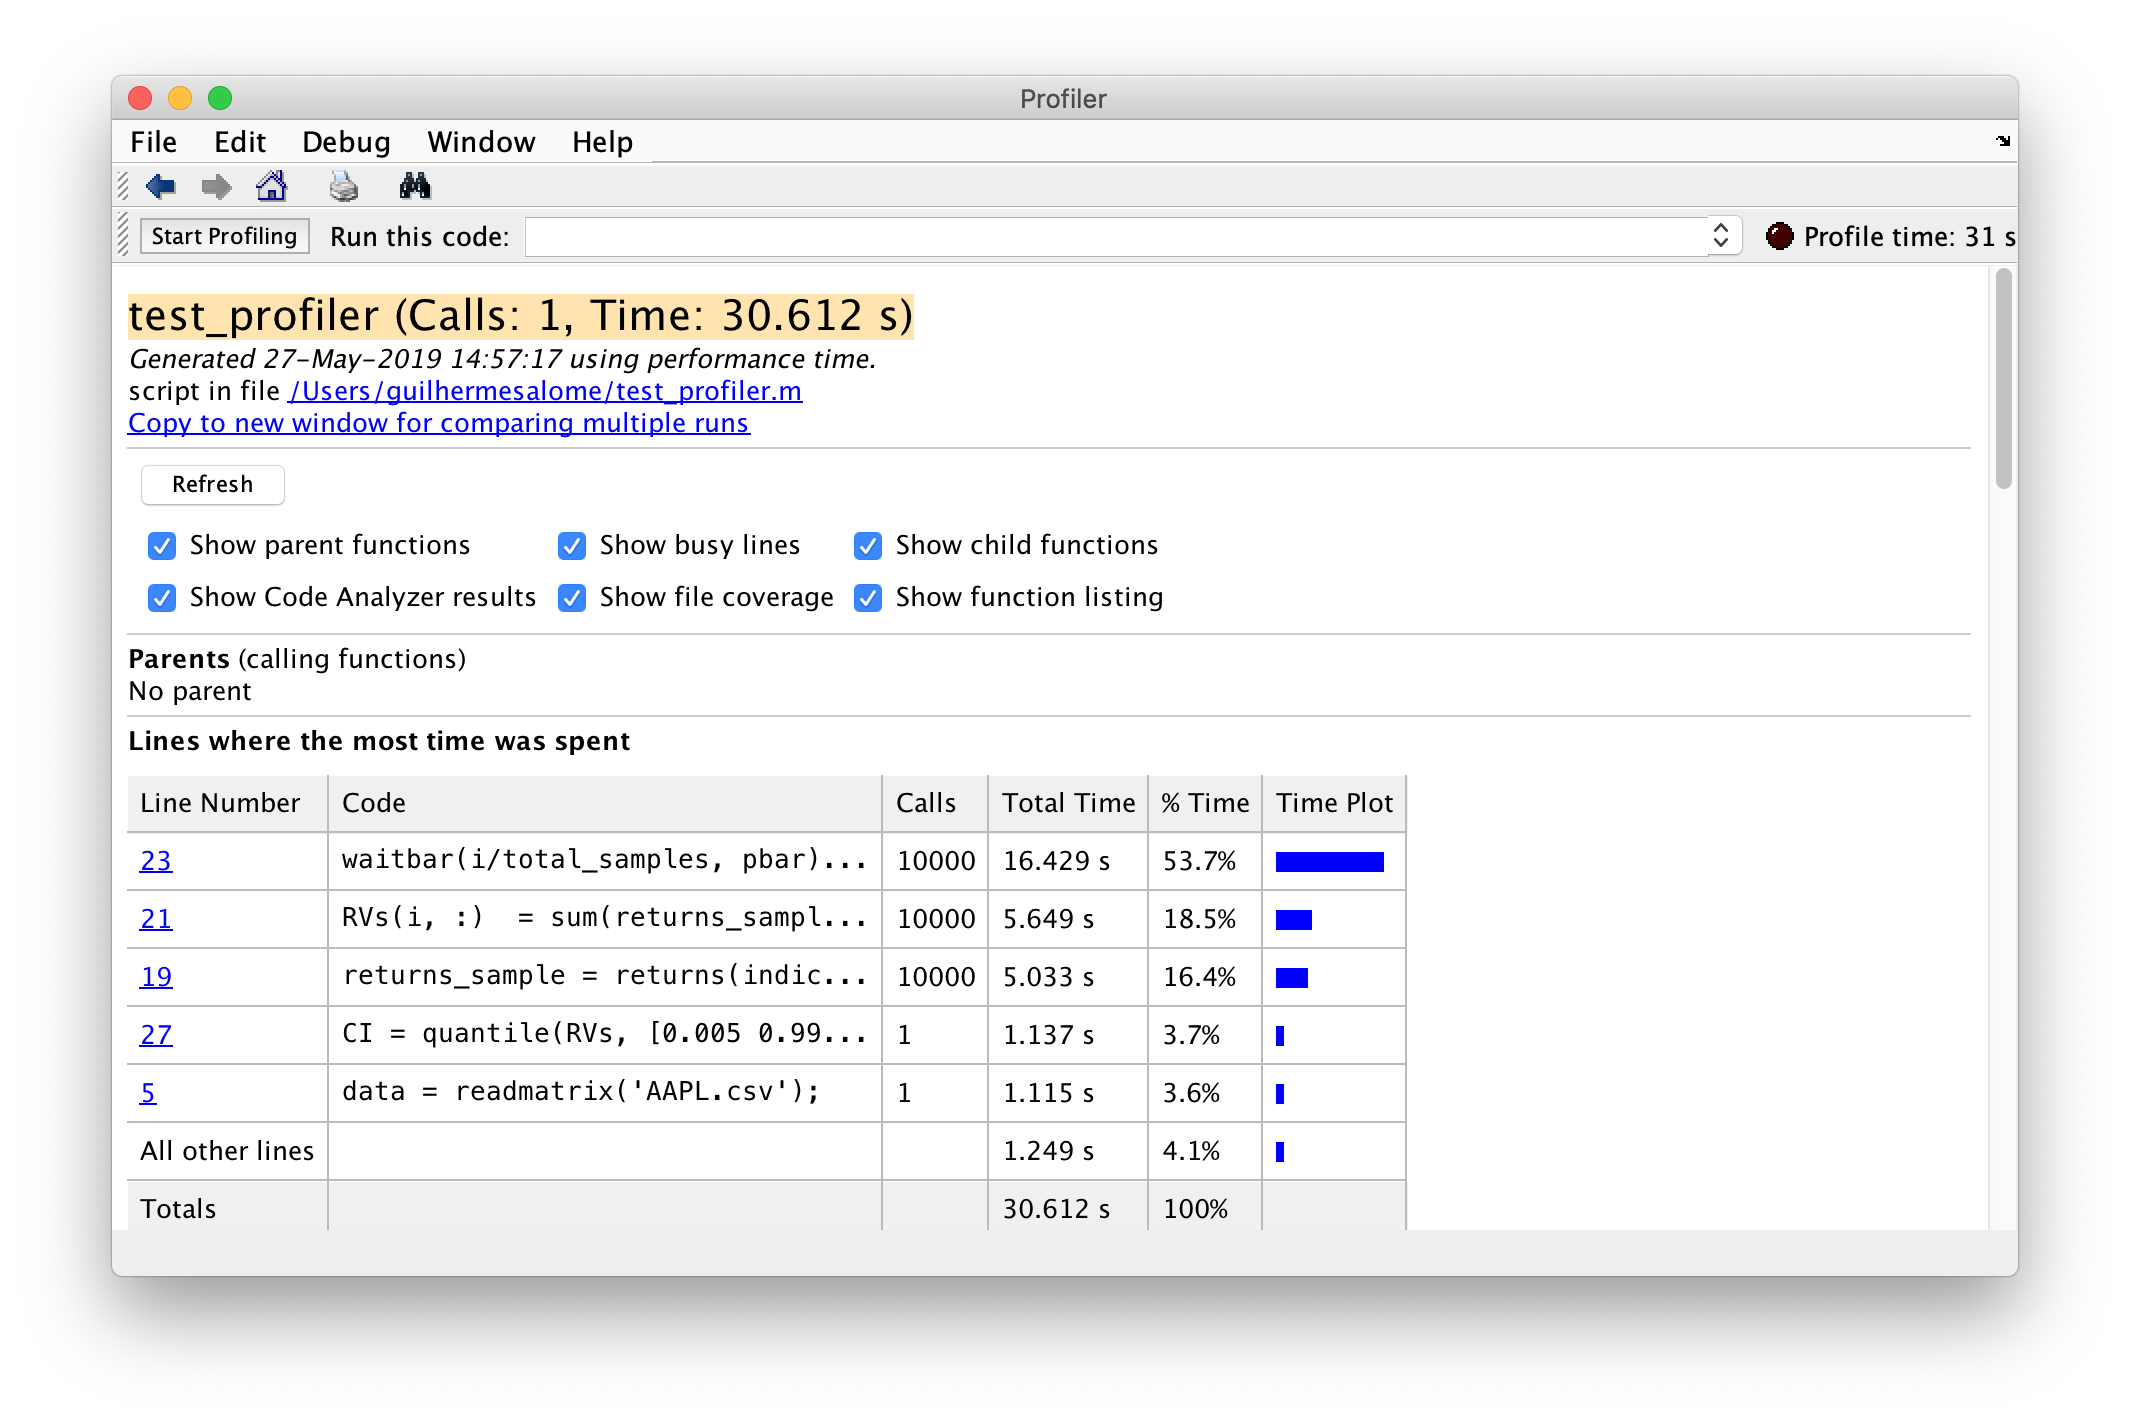 Profiler
File Edit Debug Window Help
Start Profiling Run this code: Profile time: 31 s
test_profiler (Calls: 1, Time: 30.612 s)
Generated 27-May-2019 14:57:17 using performance time.
script in file /Users/guilhermesalome/test_profiler.m
Copy to new window for comparing multiple runs
Refresh
Show parent functions Show busy lines Show child functions
Show Code Analyzer results Show file coverage Show function listing
Parents (calling functions)
No parent
Lines where the most time was spent
Line Number Code Calls Total Time % Time Time Plot
23 waitbar(i/total_samples, pbar)... 10000 16.429 s 53.7%
21 RVs(i, :)  = sum(returns_sampl... 10000 5.649 s 18.5%
19 returns_sample = returns(indic... 10000 5.033 s 16.4%
27 CI = quantile(RVs, [0.005 0.99... 1 1.137 s 3.7%
5 data = readmatrix('AAPL.csv'); 1 1.115 s 3.6%
All other lines 1.249 s 4.1%
Totals 30.612 s 100%